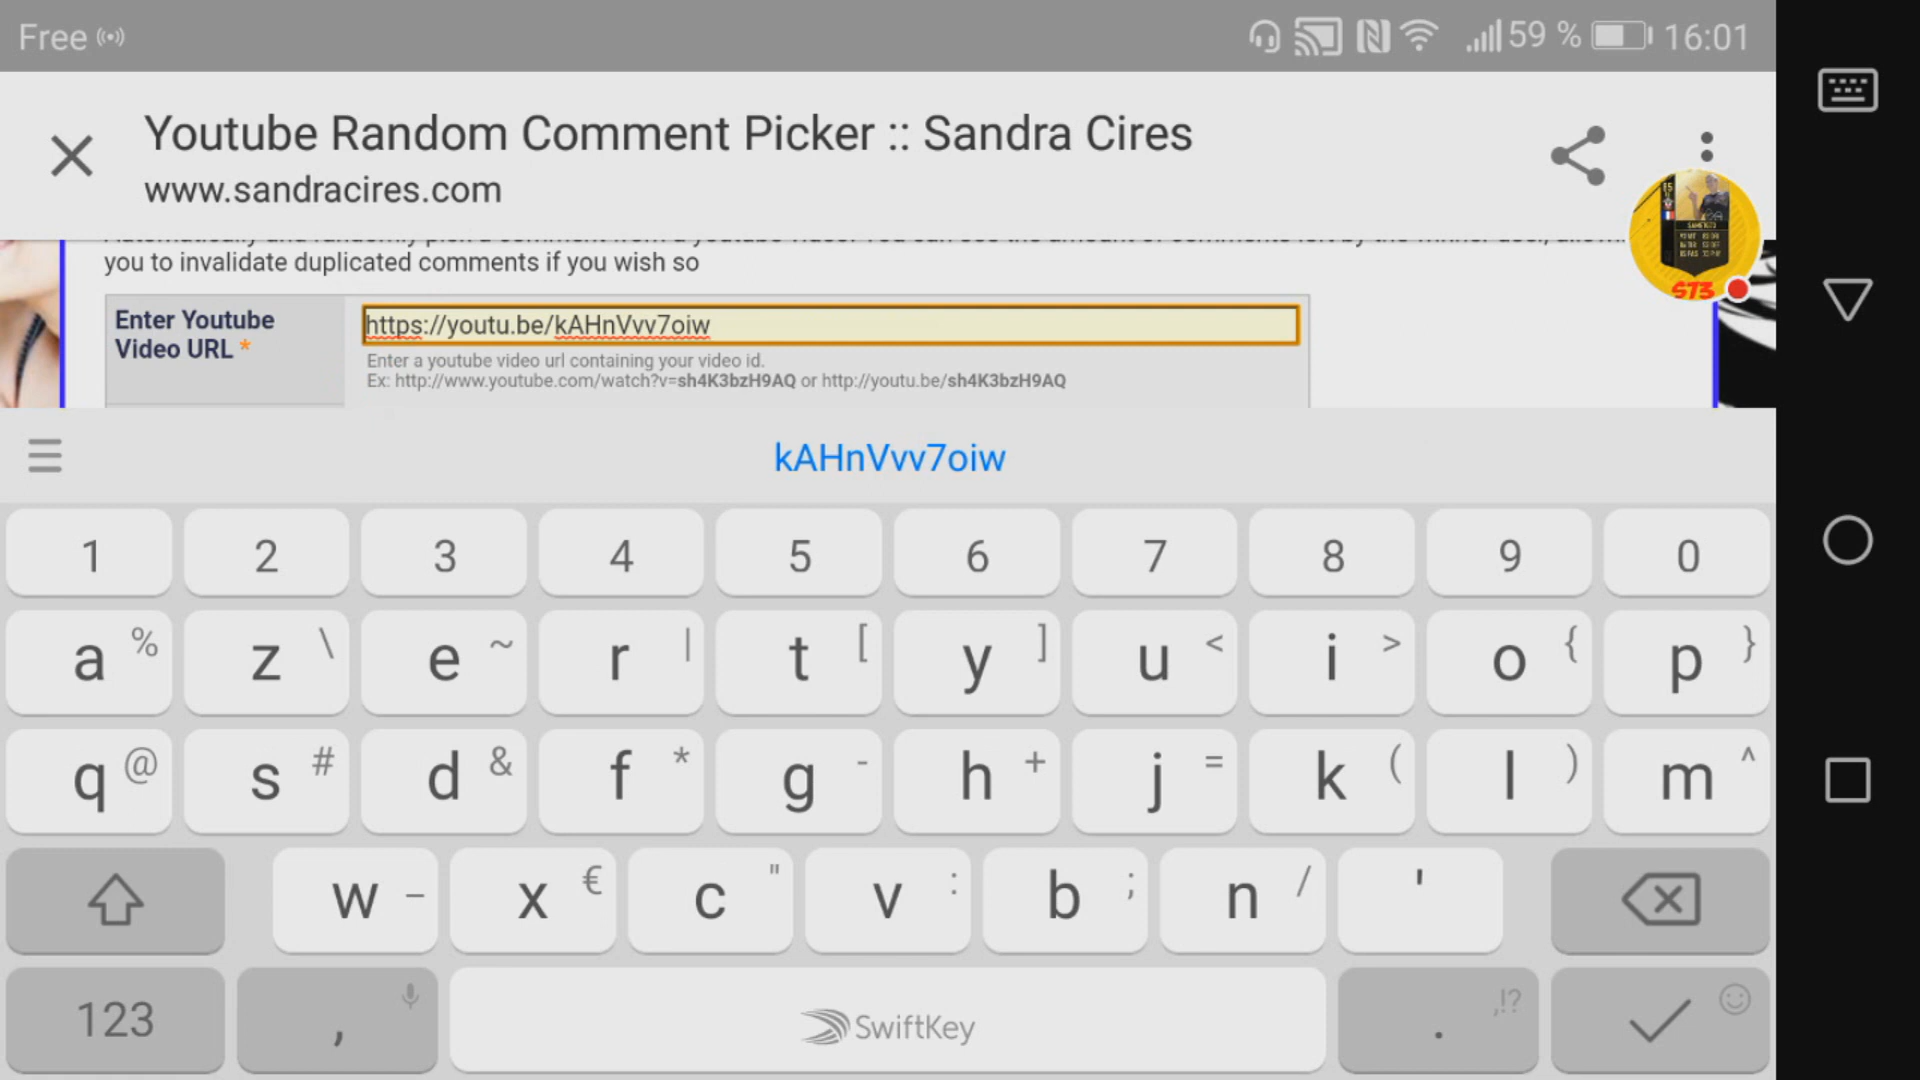 Free
59 %
16:01
Youtube Random Comment Picker :: Sandra Cires
www.sandracires.com
you to invalidate duplicated comments if you wish so
Enter Youtube
Video URL *
https://youtu.be/kAHnVvv7oiw
Enter a youtube video url containing your video id.
Ex: http://www.youtube.com/watch?v=sh4K3bzH9AQ or http://youtu.be/sh4K3bzH9AQ
S73
kAHnVvv7oiw
1 2 3 4 5 6 7 8 9 0
a % z \ e ~ r | t [ y ] u < i > o { p }
q @ s # d & f * g - h + j = k ( l ) m ^
w _ x € c " v : b ; n / '
123 , SwiftKey . ,!?